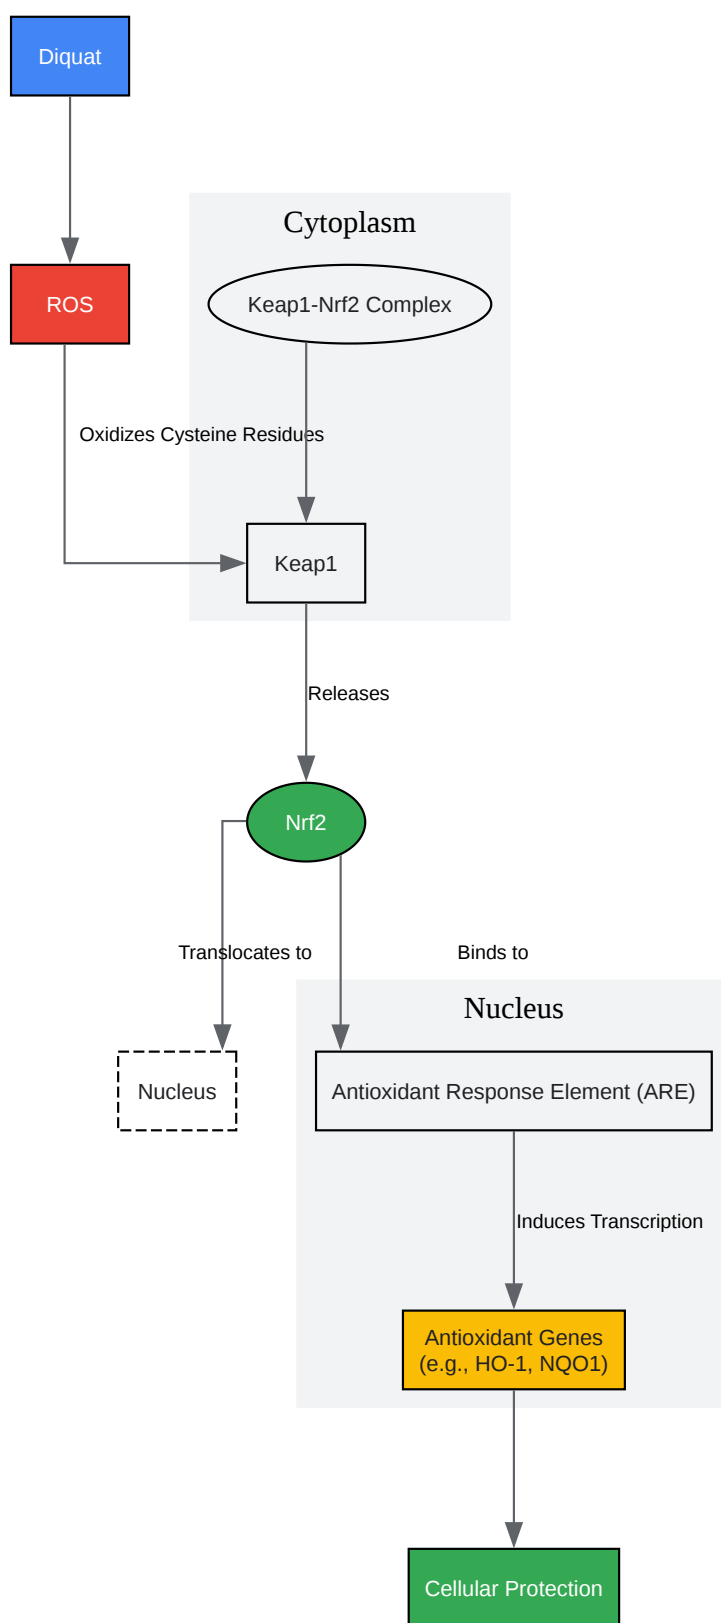 Diquat
Cytoplasm
ROS
Keap1-Nrf2 Complex
Oxidizes Cysteine Residues
Keap1
Releases
Nrf2
Translocates to
Binds to
Nucleus
Nucleus
Antioxidant Response Element (ARE)
Induces Transcription
Antioxidant Genes
(e.g., HO-1, NQO1)
Cellular Protection